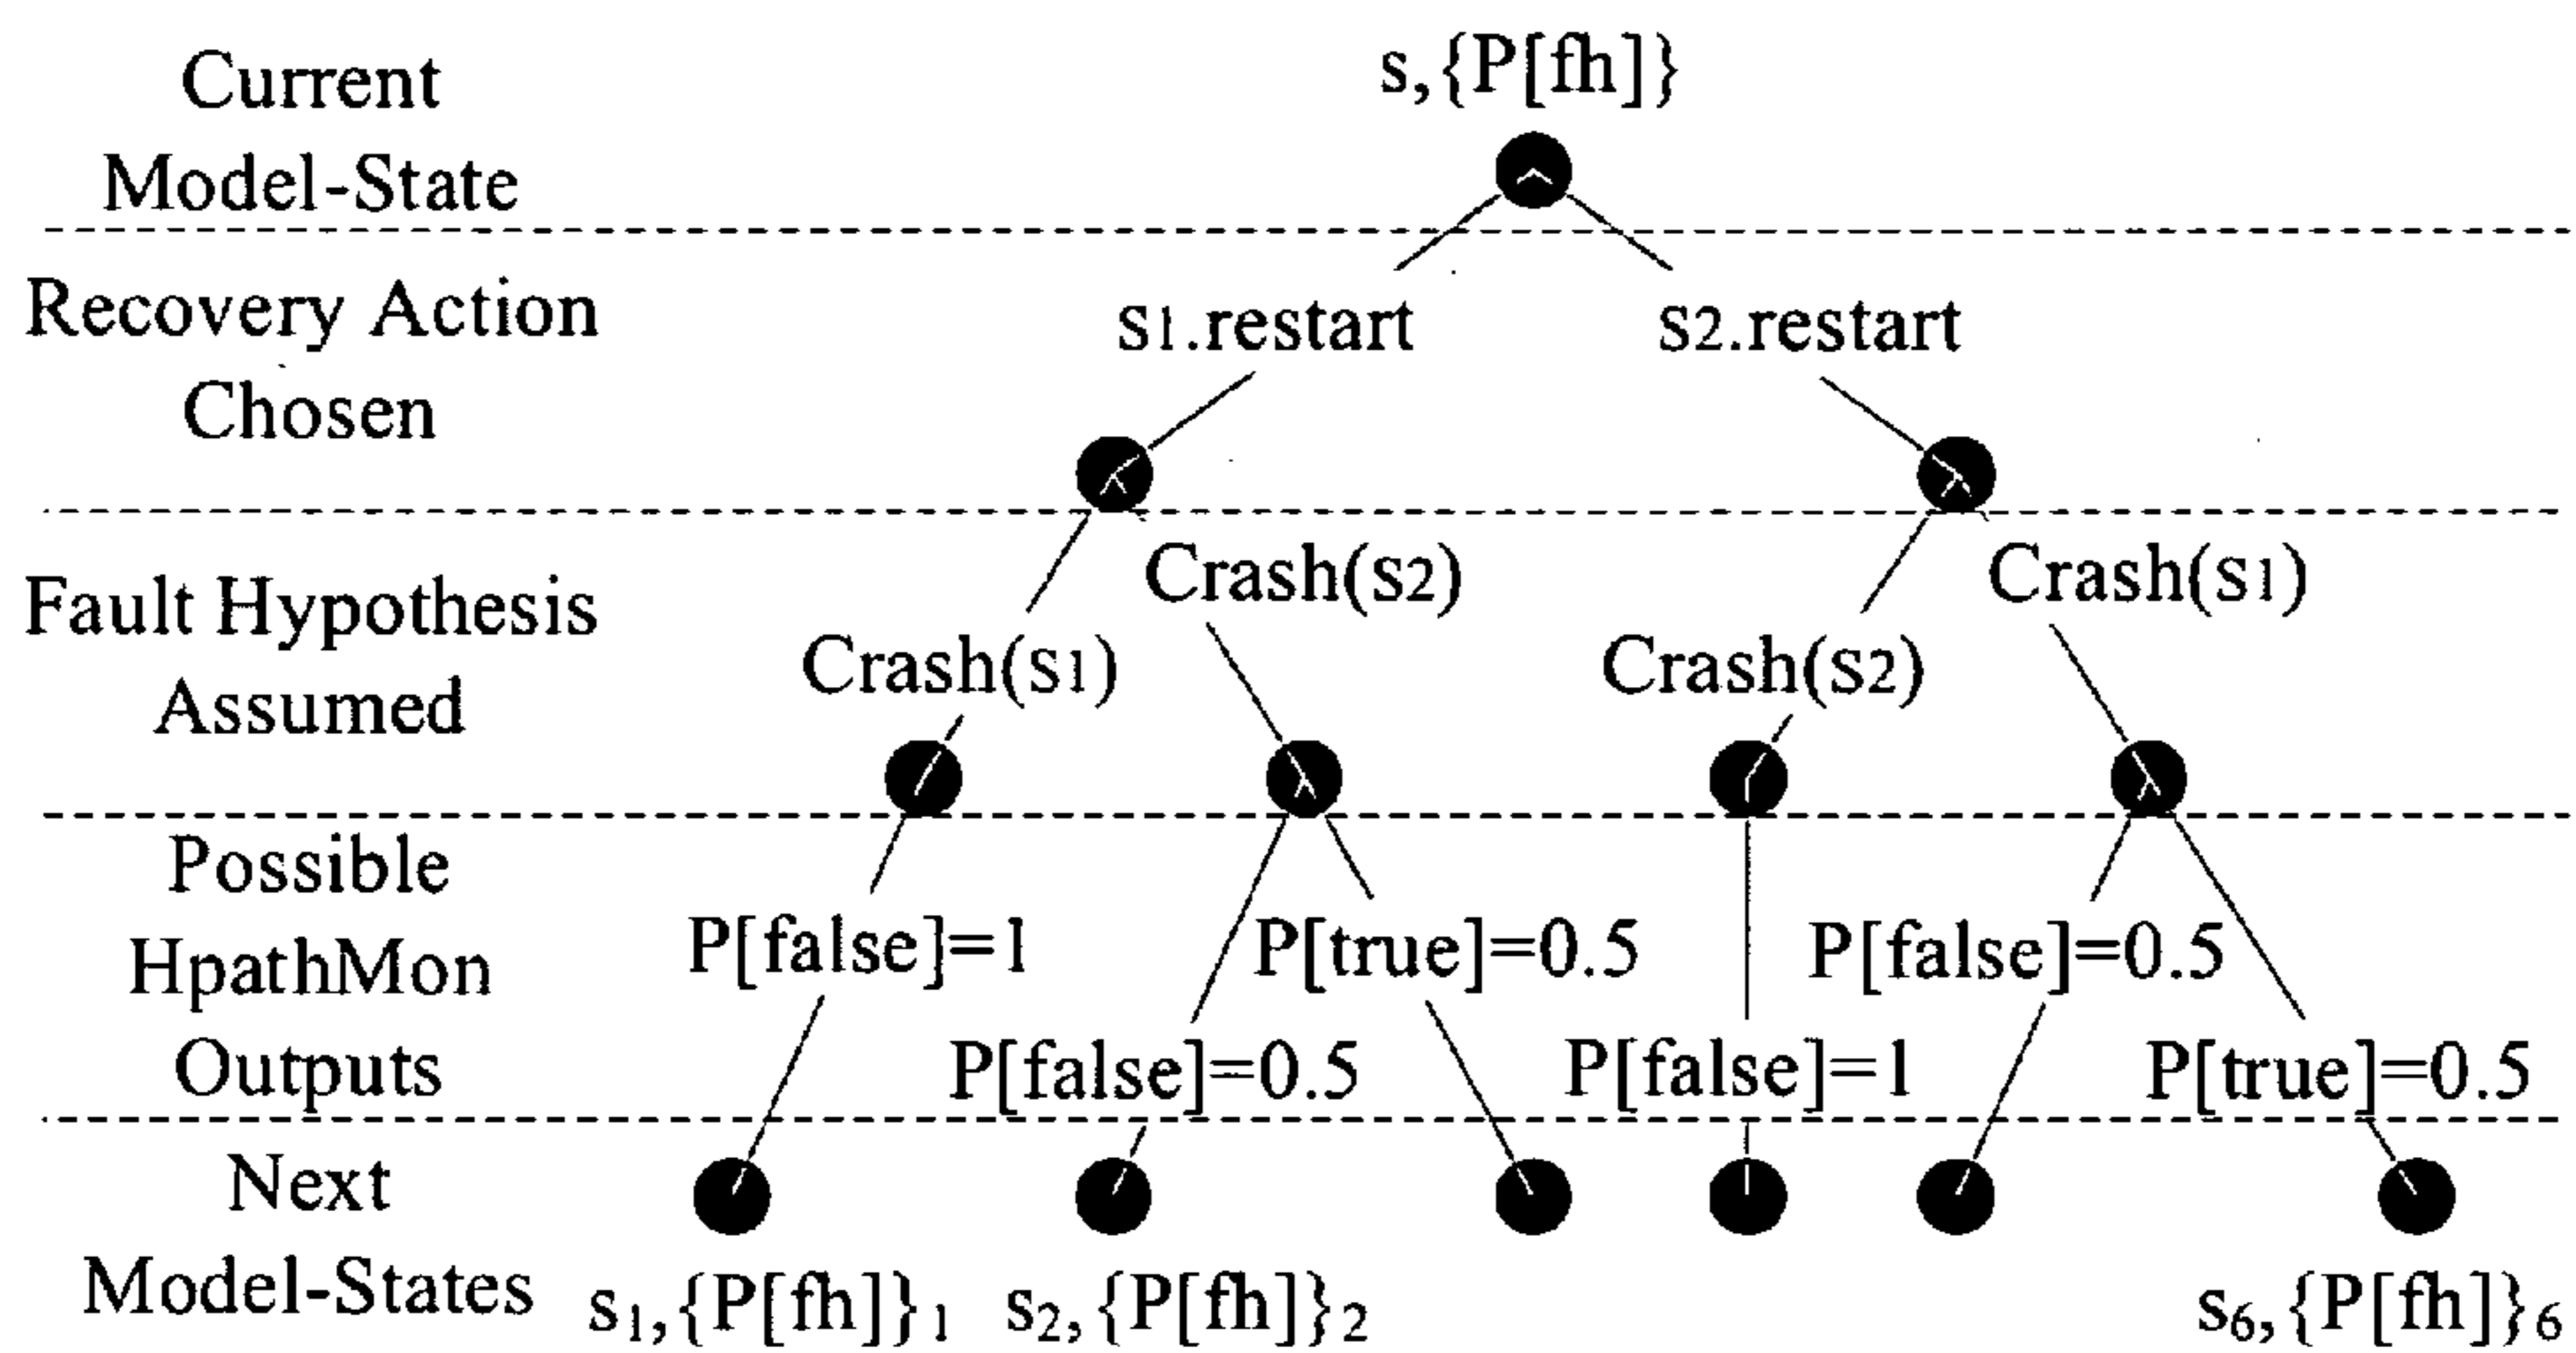 Current
Model-State
s,{P[fh]}
Recovery Action
Chosen
S1.restart
S2.restart
Fault Hypothesis
Assumed
Crash(S2)
Crash(S1)
Crash(S1)
Crash(S2)
Possible
HpathMon
Outputs
P[false]=1
P[true]=0.5
P[false]=0.5
P[false]=0.5
P[false]=1
P[true]=0.5
Next
Model-States
s1,{P[fh]}1
s2,{P[fh]}2
s6,{P[fh]}6